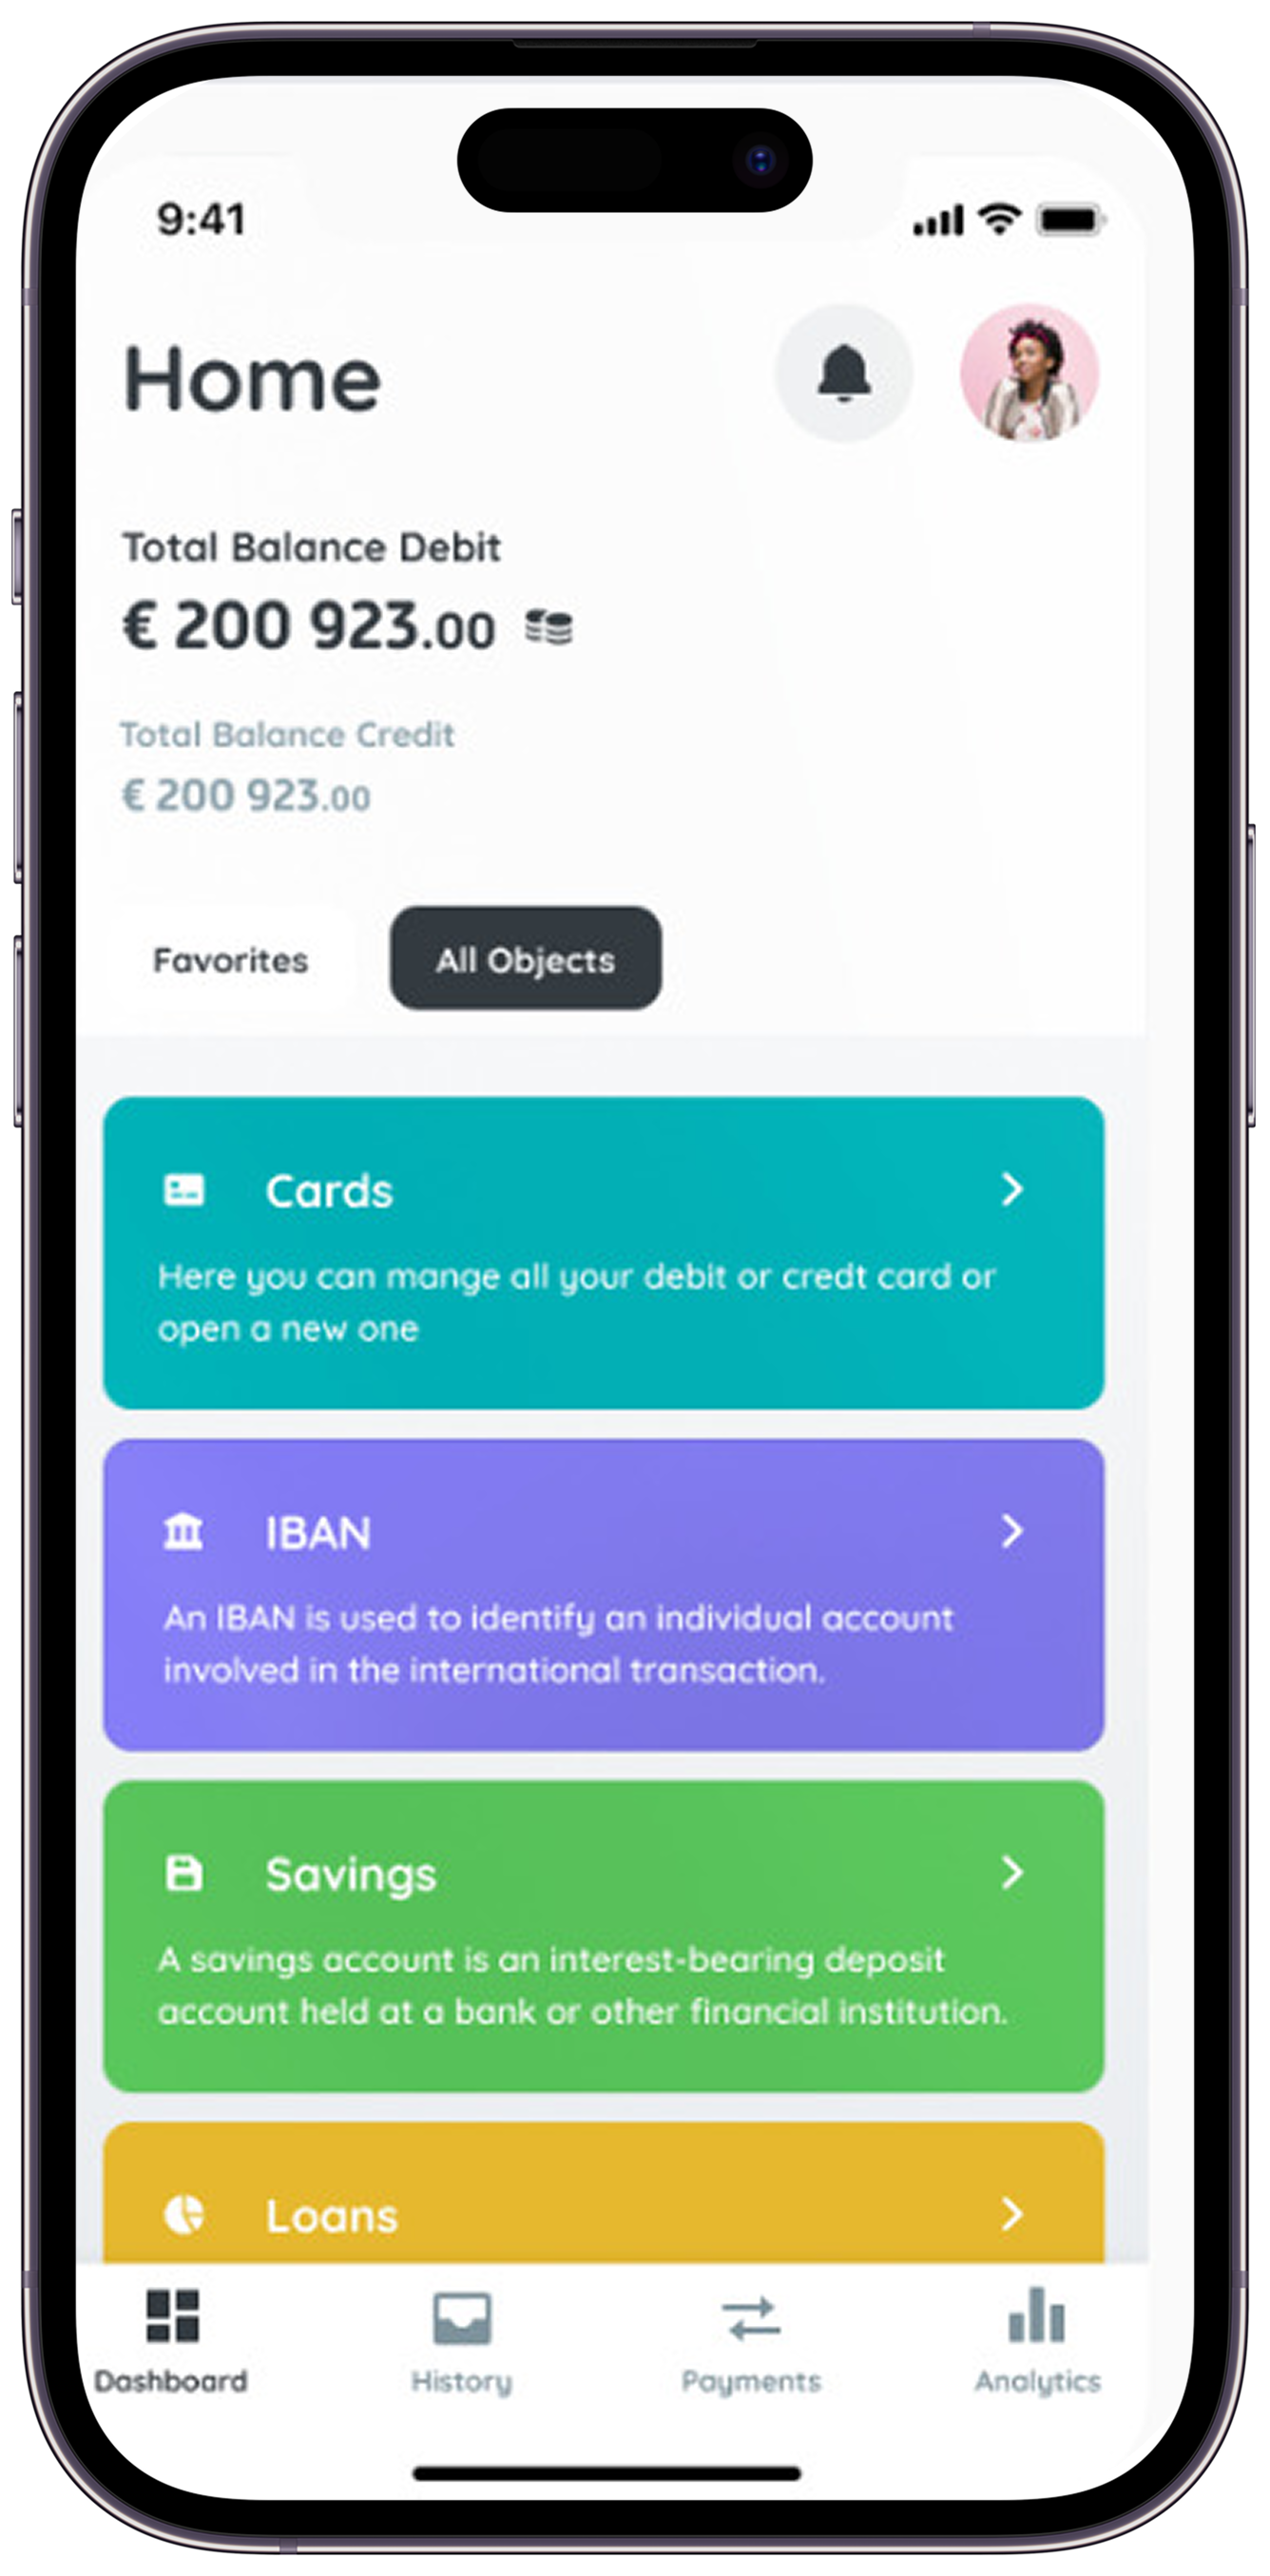 9:41
Home
Total Balance Debit
€ 200 923.00
Total Balance Credit
€ 200 923.00
Favorites
All Objects
Cards
Here you can mange all your debit or credt card or
open a new one
IBAN
An IBAN is used to identify an individual account
involved in the international transaction.
Savings
A savings account is an interest-bearing deposit
account held at a bank or other financial institution.
Loans
Dashboard
History
Payments
Analytics